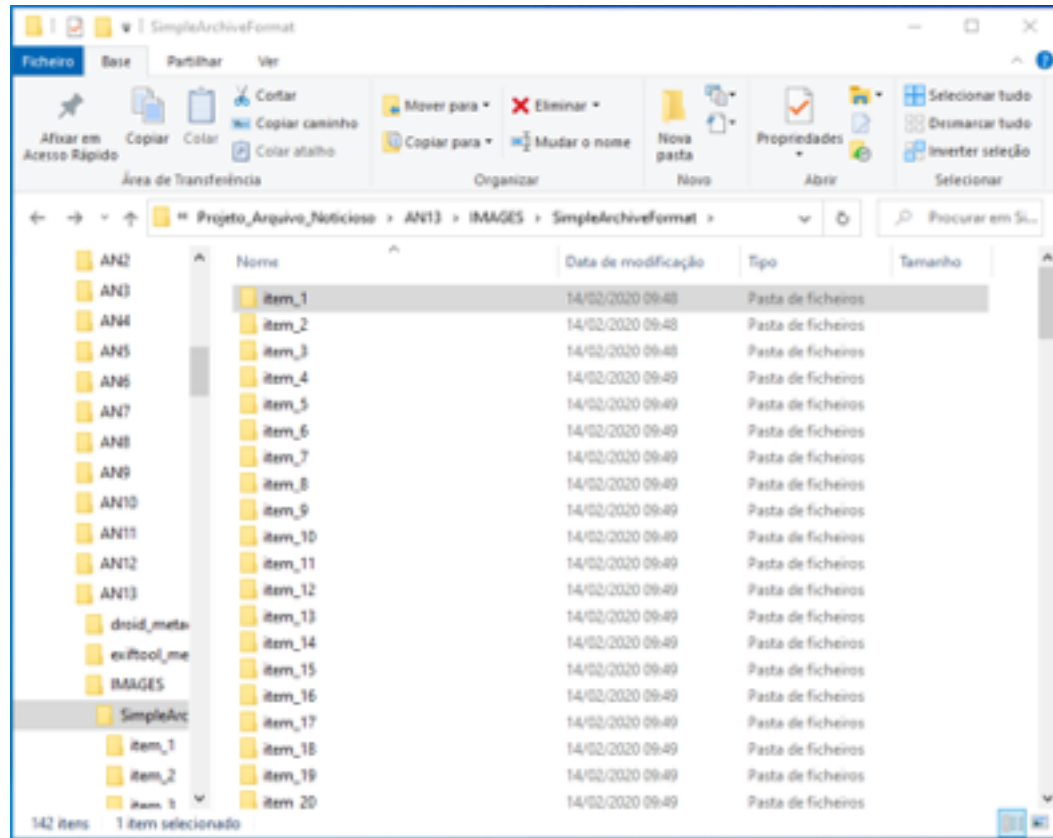 SimpleArchiveFormat
Ficheiro Base Partilhar Ver
Afixar em Acesso Rápido
Copiar
Colar
Cortar
Copiar caminho
Colar atalho
Mover para
Copiar para
Eliminar
Mudar o nome
Nova pasta
Propriedades
Selecionar tudo
Desmarcar tudo
Inverter seleção
Área de Transferência Organizar Novo Abrir Selecionar
« Projeto_Arquivo_Noticioso > AN13 > IMAGES > SimpleArchiveFormat >
Procurar em Si...
AN2
AN3
AN4
AN5
AN6
AN7
AN8
AN9
AN10
AN11
AN12
AN13
droid_meta
exiftool_me
IMAGES
SimpleArc
item_1
item_2
item_3
Nome Data de modificação Tipo Tamanho
item_1 14/02/2020 09:48 Pasta de ficheiros
item_2 14/02/2020 09:48 Pasta de ficheiros
item_3 14/02/2020 09:48 Pasta de ficheiros
item_4 14/02/2020 09:49 Pasta de ficheiros
item_5 14/02/2020 09:49 Pasta de ficheiros
item_6 14/02/2020 09:49 Pasta de ficheiros
item_7 14/02/2020 09:49 Pasta de ficheiros
item_8 14/02/2020 09:49 Pasta de ficheiros
item_9 14/02/2020 09:49 Pasta de ficheiros
item_10 14/02/2020 09:49 Pasta de ficheiros
item_11 14/02/2020 09:49 Pasta de ficheiros
item_12 14/02/2020 09:49 Pasta de ficheiros
item_13 14/02/2020 09:49 Pasta de ficheiros
item_14 14/02/2020 09:49 Pasta de ficheiros
item_15 14/02/2020 09:49 Pasta de ficheiros
item_16 14/02/2020 09:49 Pasta de ficheiros
item_17 14/02/2020 09:49 Pasta de ficheiros
item_18 14/02/2020 09:49 Pasta de ficheiros
item_19 14/02/2020 09:49 Pasta de ficheiros
item_20 14/02/2020 09:49 Pasta de ficheiros
142 itens 1 item selecionado